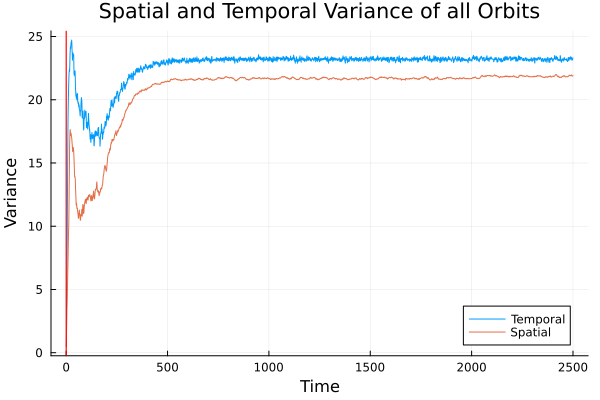 Spatial and Temporal Variance of all Orbits
25
20
15
10
5
0
Variance
Temporal
Spatial
0 500 1000 1500 2000 2500
Time